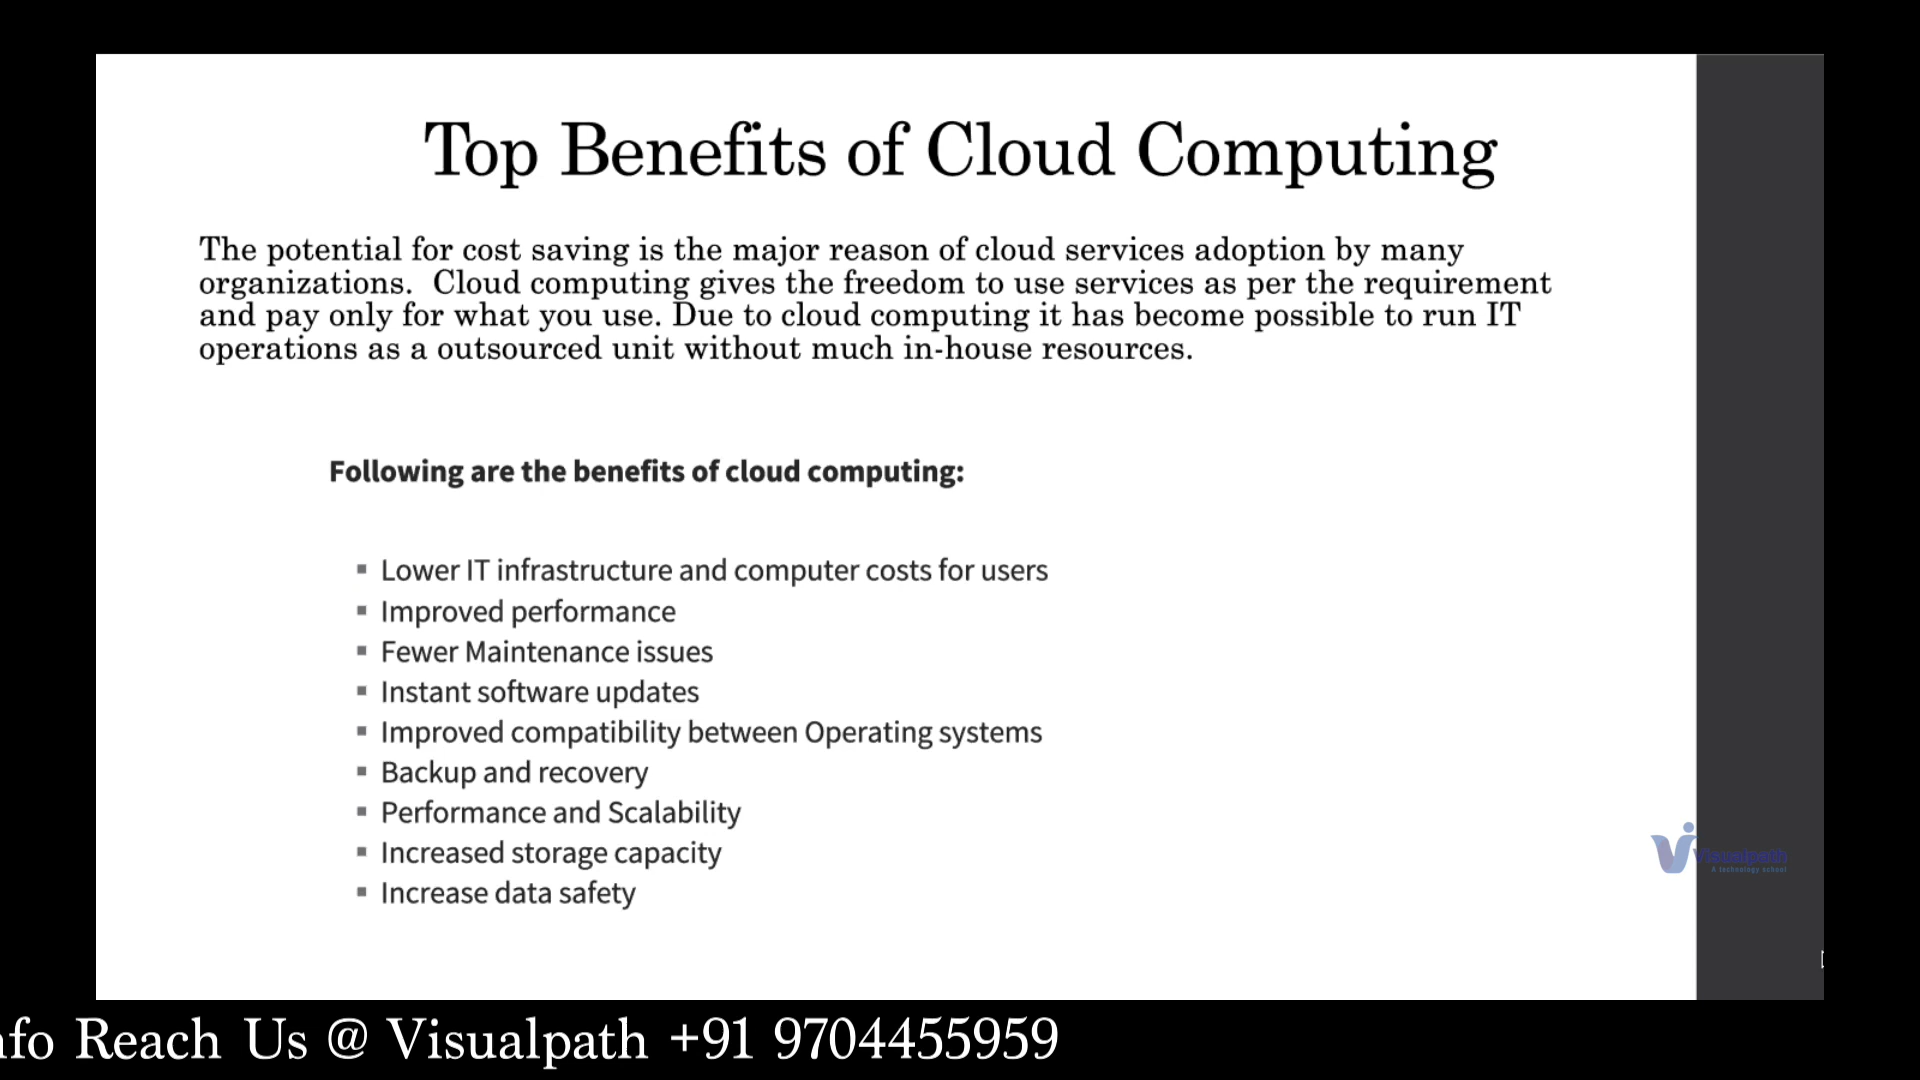 Top Benefits of Cloud Computing
The potential for cost saving is the major reason of cloud services adoption by many
organizations.  Cloud computing gives the freedom to use services as per the requirement
and pay only for what you use. Due to cloud computing it has become possible to run IT
operations as a outsourced unit without much in-house resources.
Following are the benefits of cloud computing:
▪ Lower IT infrastructure and computer costs for users
▪ Improved performance
▪ Fewer Maintenance issues
▪ Instant software updates
▪ Improved compatibility between Operating systems
▪ Backup and recovery
▪ Performance and Scalability
▪ Increased storage capacity
▪ Increase data safety
Visualpath
A technology school
nfo Reach Us @ Visualpath +91 9704455959